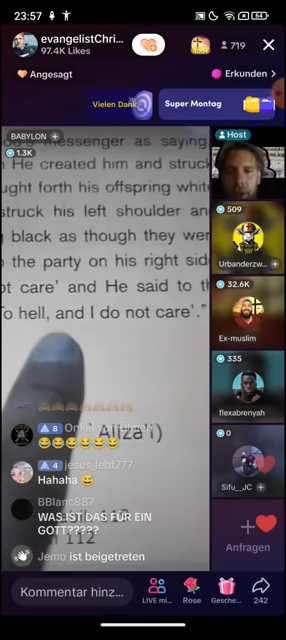 23:57
64
evangelistChri...
97.4K Likes
719
Angesagt
Erkunden >
Vielen Dank
Super Montag
BABYLON +
1.3K
messenger as saying
He created him and struck
ught forth his offspring whit
struck his left shoulder an
black as though they wer
the party on his right sid
ot care' and He said to t
To hell, and I do not care'."
Host
509
Urbanderzw...
32.6K
Ex-muslim
335
flexabrenyah
0
Sifu__JC
Anfragen
8
😂😂😂😂😂😂
4 jesus_lebt777
Hahaha 😅
BBlanc887
WAS IST DAS FÜR EIN
GOTT?????
112
Jemo ist beigetreten
Kommentar hinz...
LIVE mi...
Rose
Gesche...
242